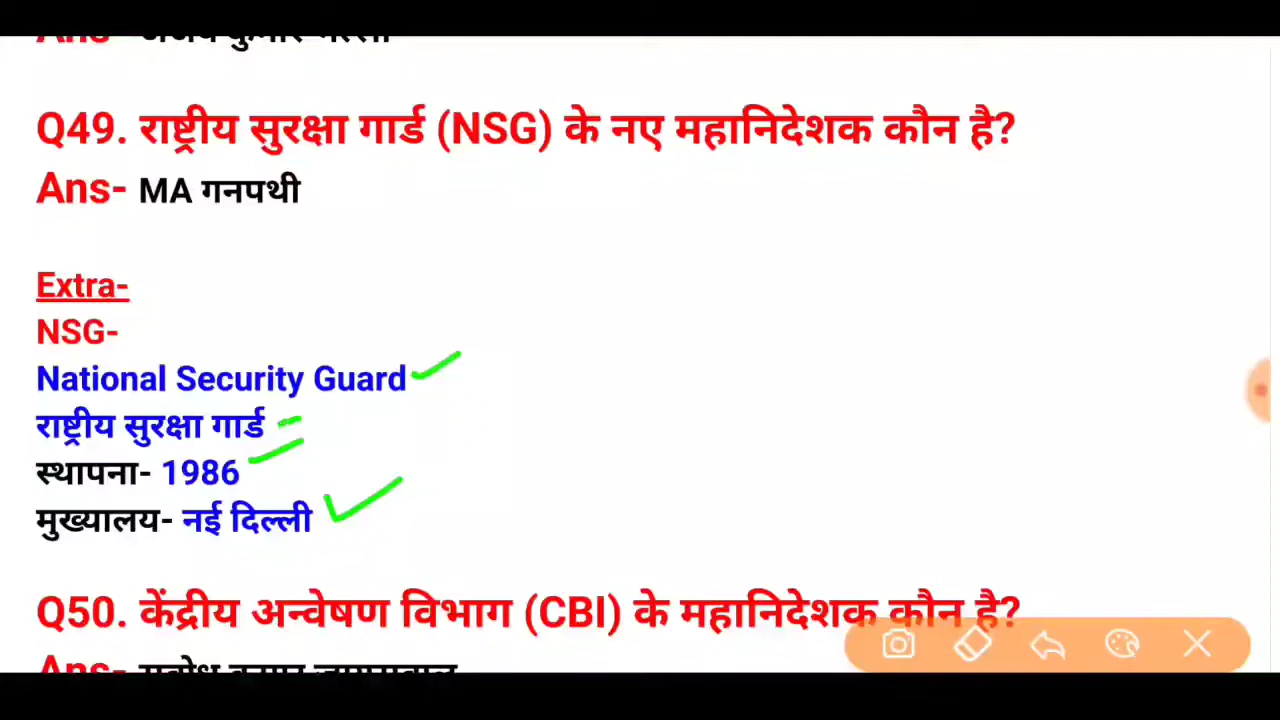 Q49. राष्ट्रीय सुरक्षा गार्ड (NSG) के नए महानिदेशक कौन है?
Ans- MA गनपथी
Extra-
NSG-
National Security Guard
राष्ट्रीय सुरक्षा गार्ड
स्थापना- 1986
मुख्यालय- नई दिल्ली
Q50. केंद्रीय अन्वेषण विभाग (CBI) के महानिदेशक कौन है?
Ans-